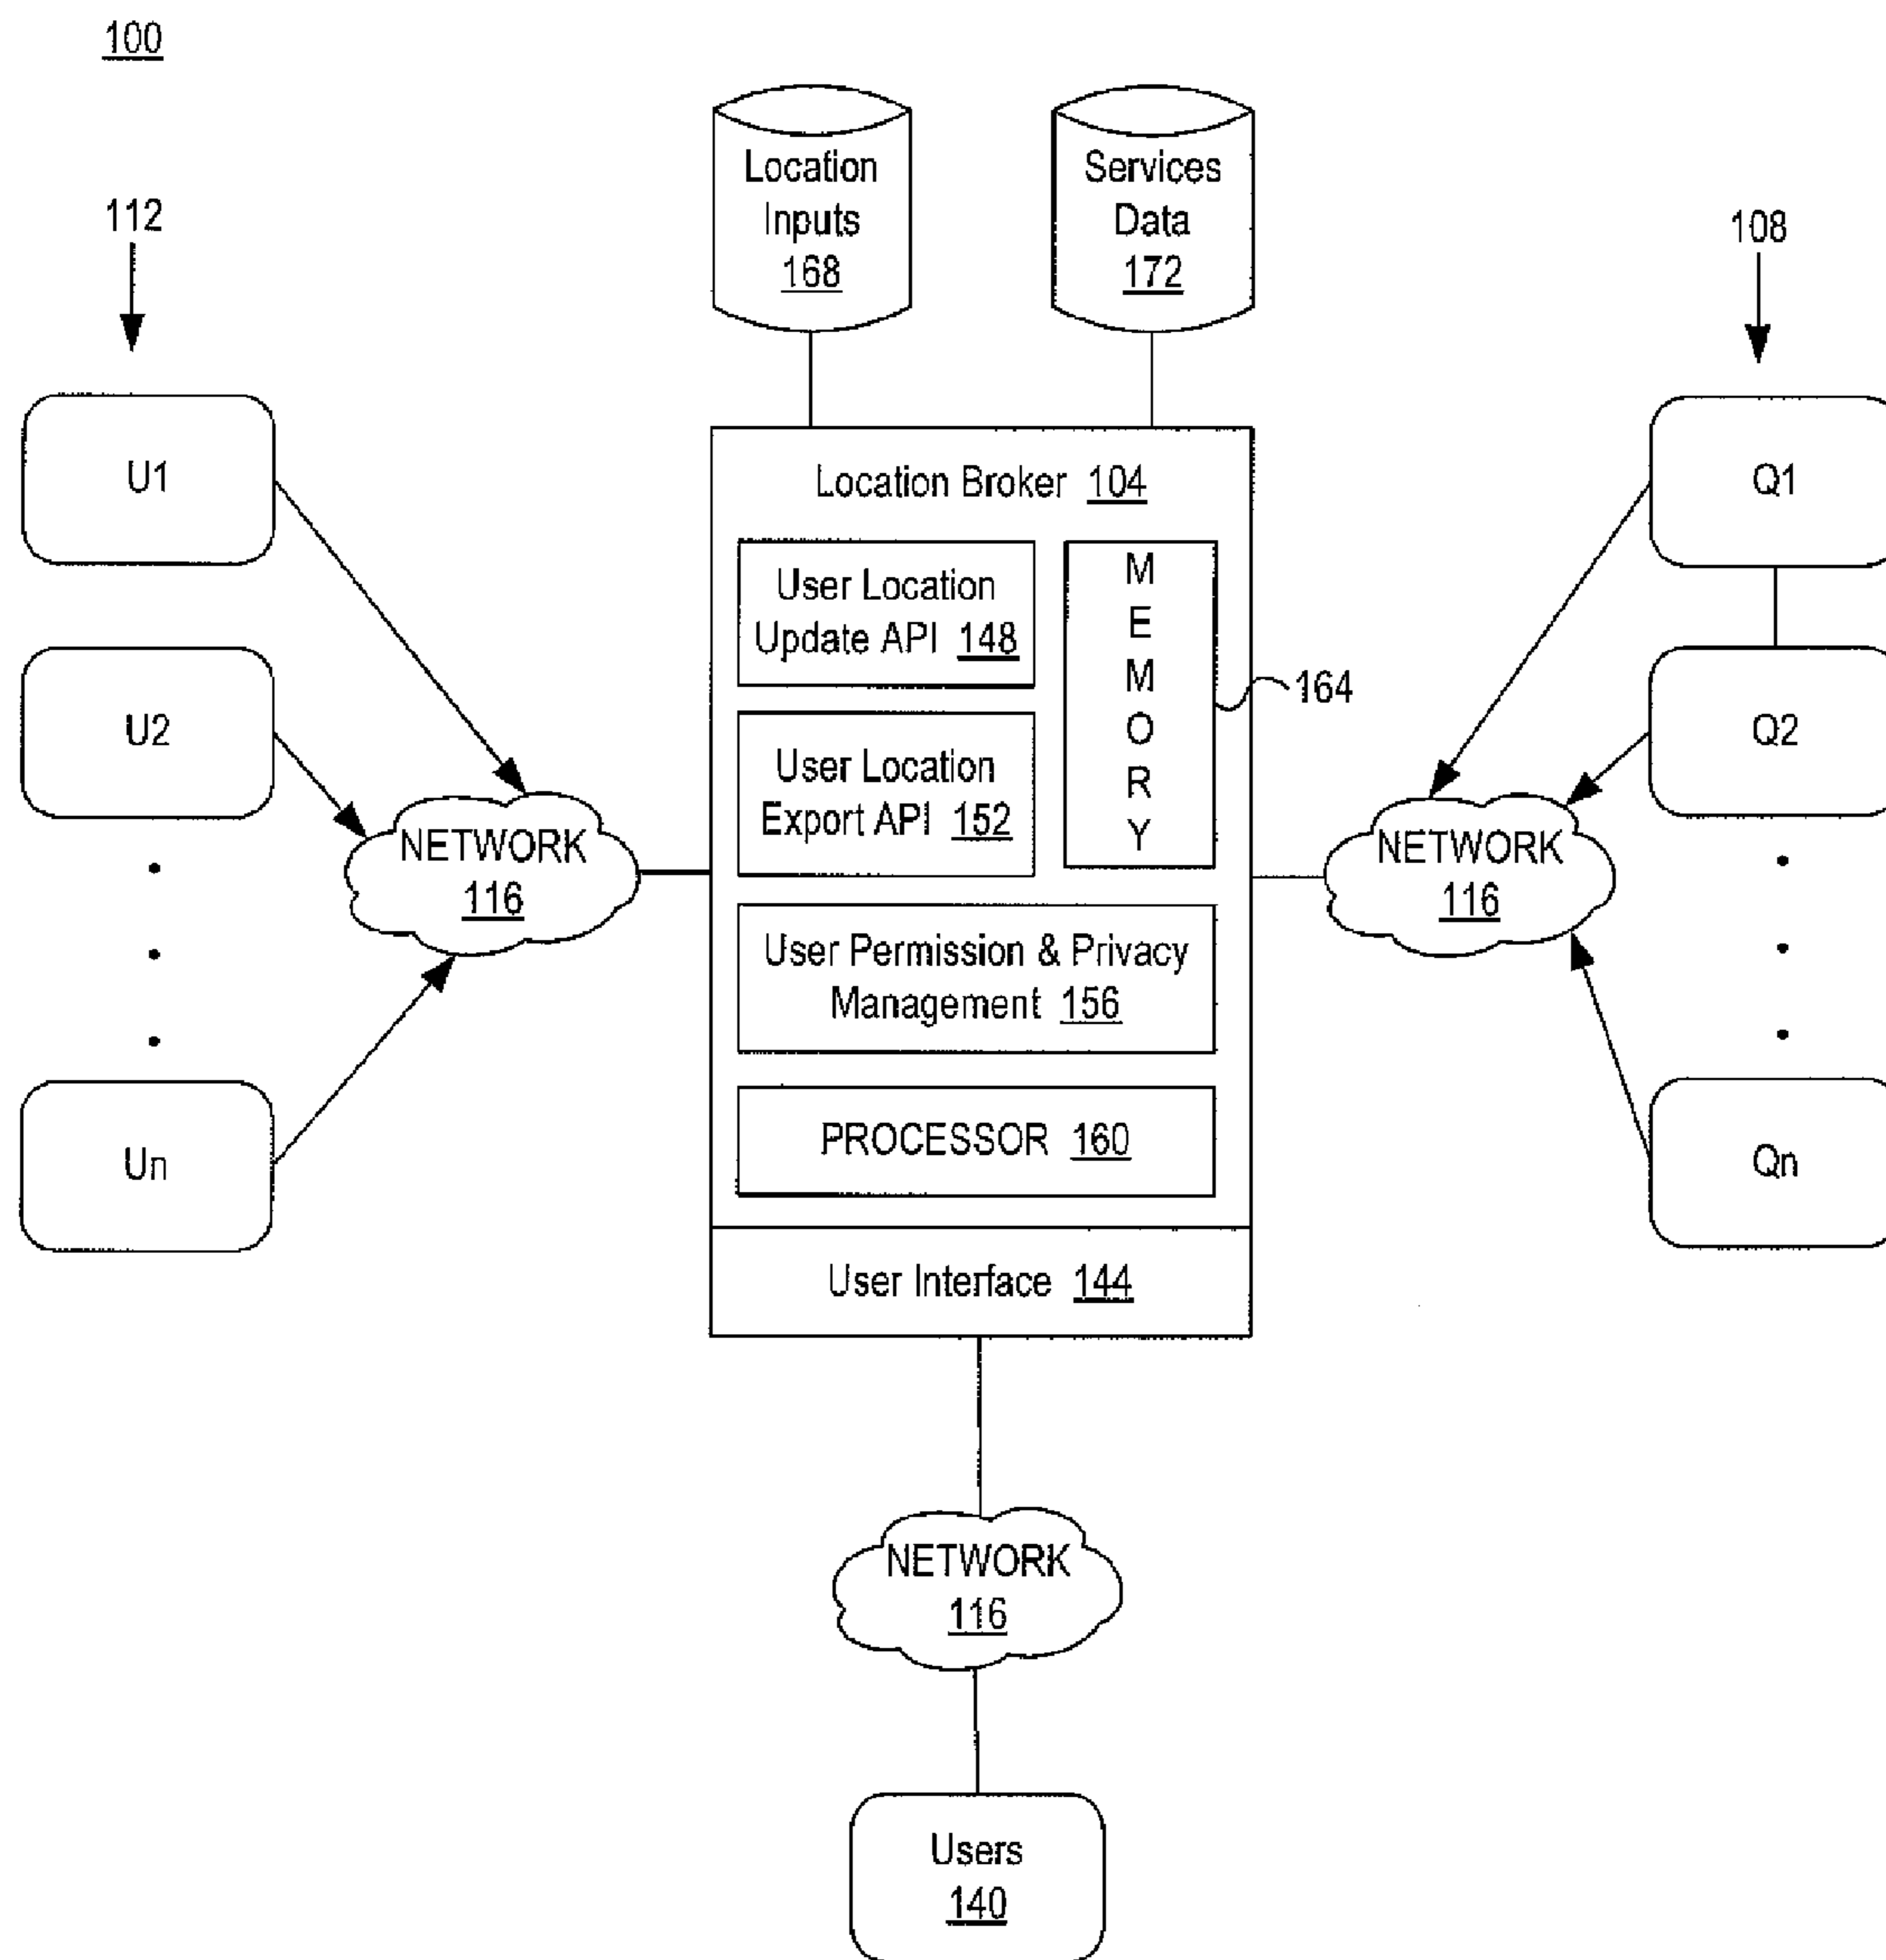 100
112
108
Location
Inputs
168
Services
Data
172
U1
U2
Un
NETWORK
116
Location Broker 104
User Location
Update API 148
User Location
Export API 152
M
E
M
O
R
Y
164
User Permission & Privacy
Management 156
PROCESSOR 160
User Interface 144
NETWORK
116
Q1
Q2
Qn
NETWORK
116
Users
140